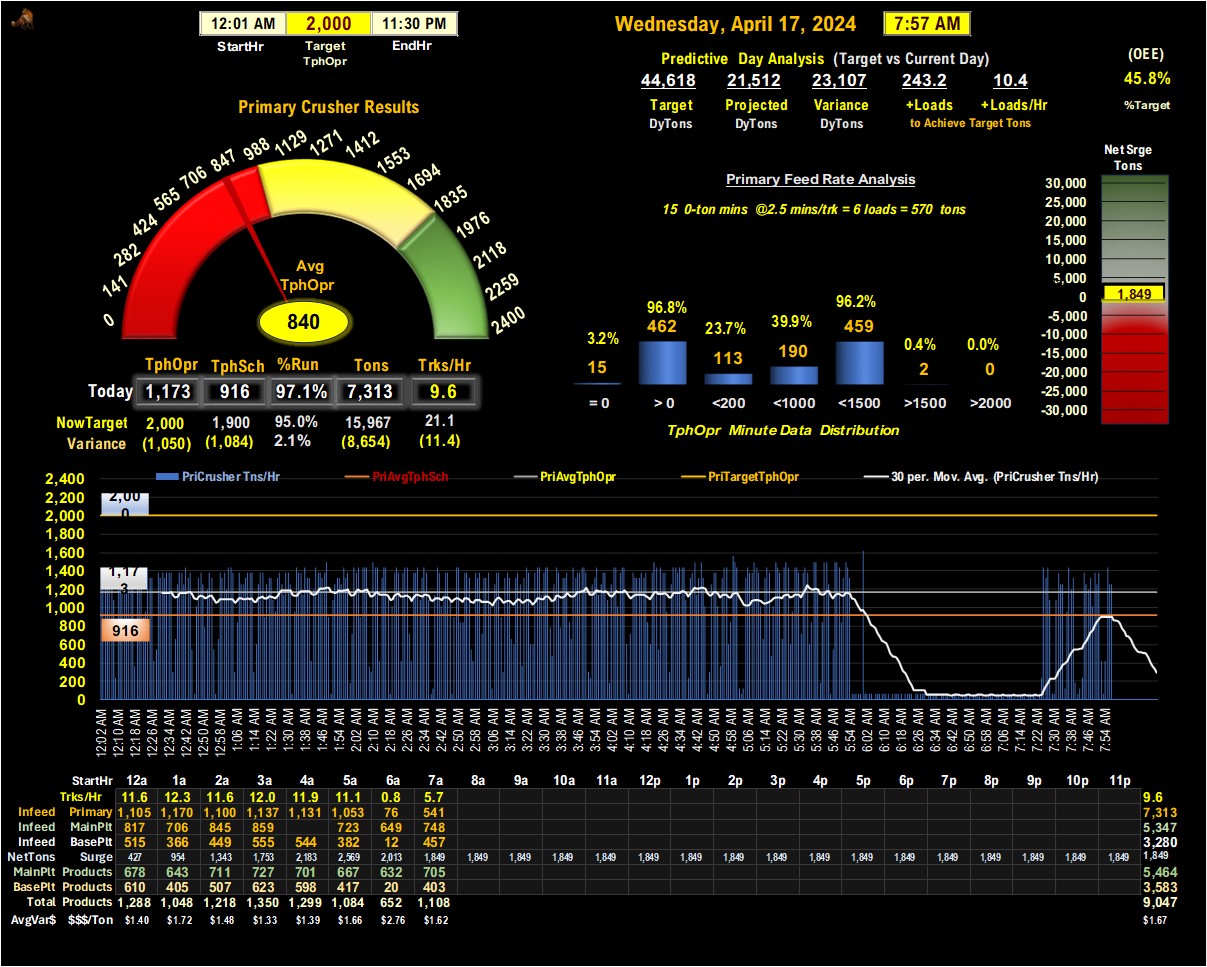 12:01 AM 2,000 11:30 PM
StartHr Target EndHr
TphOpr
Wednesday, April 17, 2024 7:57 AM
Predictive Day Analysis (Target vs Current Day)
44,618 21,512 23,107 243.2 10.4
Target Projected Variance +Loads +Loads/Hr
DyTons DyTons DyTons to Achieve Target Tons
(OEE)
45.8%
%Target
Primary Crusher Results
0 141 282 424 565 706 847 988 1129 1271 1412 1553 1694 1835 1976 2118 2259 2400
Avg
TphOpr
840
TphOpr TphSch %Run Tons Trks/Hr
Today 1,173 916 97.1% 7,313 9.6
NowTarget 2,000 1,900 95.0% 15,967 21.1
Variance (1,050) (1,084) 2.1% (8,654) (11.4)
Primary Feed Rate Analysis
15 0-ton mins @2.5 mins/trk = 6 loads = 570 tons
3.2% 96.8% 23.7% 39.9% 96.2% 0.4% 0.0%
15 462 113 190 459 2 0
= 0 > 0 <200 <1000 <1500 >1500 >2000
TphOpr Minute Data Distribution
Net Srge
Tons
30,000
25,000
20,000
15,000
10,000
5,000
0 1,849
-5,000
-10,000
-15,000
-20,000
-25,000
-30,000
PriCrusher Tns/Hr PriAvgTphSch PriAvgTphOpr PriTargetTphOpr 30 per. Mov. Avg. (PriCrusher Tns/Hr)
2,400
2,200 2,00
2,000 0
1,800
1,600
1,400 1,17
1,200 3
1,000
800 916
600
400
200
0
12:02 AM 12:10 AM 12:18 AM 12:26 AM 12:34 AM 12:42 AM 12:50 AM 12:58 AM 1:06 AM 1:14 AM 1:22 AM 1:30 AM 1:38 AM 1:46 AM 1:54 AM 2:02 AM 2:10 AM 2:18 AM 2:26 AM 2:34 AM 2:42 AM 2:50 AM 2:58 AM 3:06 AM 3:14 AM 3:22 AM 3:30 AM 3:38 AM 3:46 AM 3:54 AM 4:02 AM 4:10 AM 4:18 AM 4:26 AM 4:34 AM 4:42 AM 4:50 AM 4:58 AM 5:06 AM 5:14 AM 5:22 AM 5:30 AM 5:38 AM 5:46 AM 5:54 AM 6:02 AM 6:10 AM 6:18 AM 6:26 AM 6:34 AM 6:42 AM 6:50 AM 6:58 AM 7:06 AM 7:14 AM 7:22 AM 7:30 AM 7:38 AM 7:46 AM 7:54 AM
StartHr 12a 1a 2a 3a 4a 5a 6a 7a 8a 9a 10a 11a 12p 1p 2p 3p 4p 5p 6p 7p 8p 9p 10p 11p
Trks/Hr 11.6 12.3 11.6 12.0 11.9 11.1 0.8 5.7 9.6
Infeed Primary 1,105 1,170 1,100 1,137 1,131 1,053 76 541 7,313
Infeed MainPlt 817 706 845 859 723 649 748 5,347
Infeed BasePlt 515 366 449 555 544 382 12 457 3,280
NetTons Surge 427 954 1,343 1,753 2,183 2,569 2,013 1,849 1,849 1,849 1,849 1,849 1,849 1,849 1,849 1,849 1,849 1,849 1,849 1,849 1,849 1,849 1,849 1,849 1,849
MainPlt Products 678 643 711 727 701 667 632 705 5,464
BasePlt Products 610 405 507 623 598 417 20 403 3,583
Total Products 1,288 1,048 1,218 1,350 1,299 1,084 652 1,108 9,047
AvgVar$ $$$/Ton $1.40 $1.72 $1.48 $1.33 $1.39 $1.66 $2.76 $1.62 $1.67